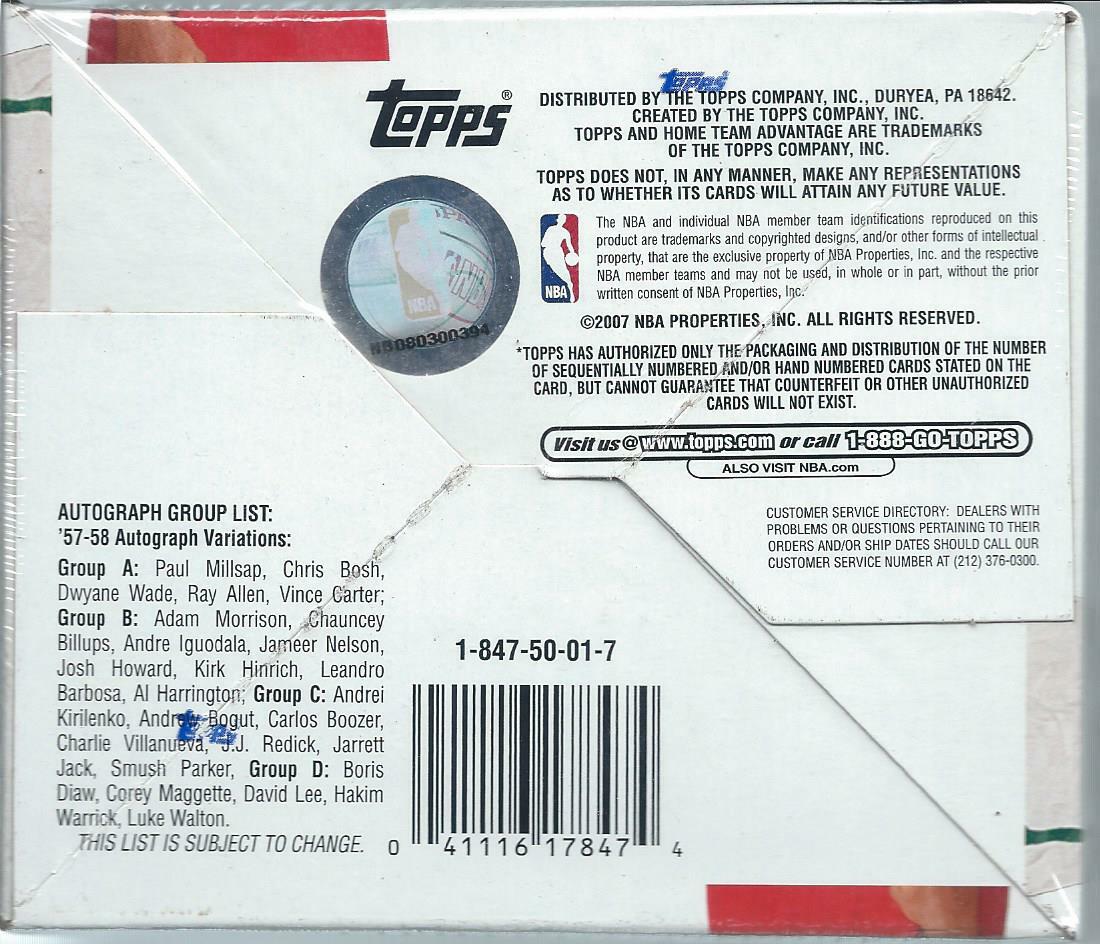 Topps
TOPPS®
DISTRIBUTED BY THE TOPPS COMPANY, INC., DURYEA, PA 18642.
CREATED BY THE TOPPS COMPANY, INC.
TOPPS AND HOME TEAM ADVANTAGE ARE TRADEMARKS
OF THE TOPPS COMPANY, INC.
TOPPS DOES NOT, IN ANY MANNER, MAKE ANY REPRESENTATIONS
AS TO WHETHER ITS CARDS WILL ATTAIN ANY FUTURE VALUE.
The NBA and individual NBA member team identifications reproduced on this
product are trademarks and copyrighted designs, and/or other forms of intellectual
property, that are the exclusive property of NBA Properties, Inc. and the respective
NBA member teams and may not be used, in whole or in part, without the prior
written consent of NBA Properties, Inc.
NBA
NBA
NBA
NB080300394
©2007 NBA PROPERTIES, INC. ALL RIGHTS RESERVED.
*TOPPS HAS AUTHORIZED ONLY THE PACKAGING AND DISTRIBUTION OF THE NUMBER
OF SEQUENTIALLY NUMBERED AND/OR HAND NUMBERED CARDS STATED ON THE
CARD, BUT CANNOT GUARANTEE THAT COUNTERFEIT OR OTHER UNAUTHORIZED
CARDS WILL NOT EXIST.
Visit us @ www.topps.com or call 1-888-GO-TOPPS
ALSO VISIT NBA.com
CUSTOMER SERVICE DIRECTORY: DEALERS WITH
PROBLEMS OR QUESTIONS PERTAINING TO THEIR
ORDERS AND/OR SHIP DATES SHOULD CALL OUR
CUSTOMER SERVICE NUMBER AT (212) 376-0300.
AUTOGRAPH GROUP LIST:
'57-58 Autograph Variations:
Group A: Paul Millsap, Chris Bosh,
Dwyane Wade, Ray Allen, Vince Carter;
Group B: Adam Morrison, Chauncey
Billups, Andre Iguodala, Jameer Nelson,
Josh Howard, Kirk Hinrich, Leandro
Barbosa, Al Harrington; Group C: Andrei
Kirilenko, Andrew Bogut, Carlos Boozer,
Charlie Villanueva, J.J. Redick, Jarrett
Jack, Smush Parker, Group D: Boris
Diaw, Corey Maggette, David Lee, Hakim
Warrick, Luke Walton.
THIS LIST IS SUBJECT TO CHANGE.
1-847-50-01-7
0 41116 17847 4